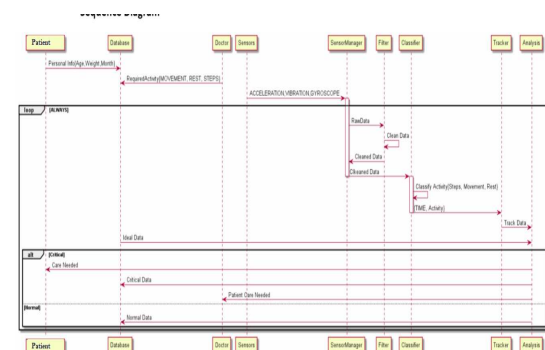 Sequence Diagram
Patient Database Doctor Sensors SensorManager Filter Classifier Tracker Analysis
Personal Info(Age,Weight,Month)
RequiredActivity(MOVEMENT, REST, STEPS)
ACCELERATION,VIBRATION,GYROSCOPE
loop [ALWAYS]
RawData
Clean Data
Cleaned Data
Clkeaned Data
Classify Activity(Steps, Movement, Rest)
(TIME, Activity)
Track Data
Ideal Data
alt [Critical]
Care Needed
Critical Data
Patient Care Needed
[Normal]
Normal Data
Patient Database Doctor Sensors SensorManager Filter Classifier Tracker Analysis